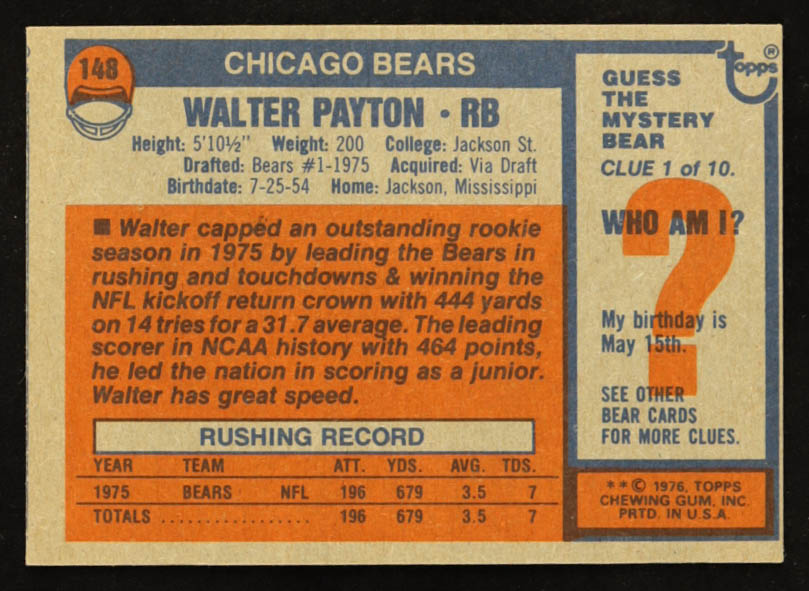 148
CHICAGO BEARS
WALTER PAYTON • RB
Height: 5'10½" Weight: 200 College: Jackson St.
Drafted: Bears #1-1975 Acquired: Via Draft
Birthdate: 7-25-54 Home: Jackson, Mississippi
■ Walter capped an outstanding rookie
season in 1975 by leading the Bears in
rushing and touchdowns & winning the
NFL kickoff return crown with 444 yards
on 14 tries for a 31.7 average. The leading
scorer in NCAA history with 464 points,
he led the nation in scoring as a junior.
Walter has great speed.
RUSHING RECORD
YEAR TEAM ATT. YDS. AVG. TDS.
1975 BEARS NFL 196 679 3.5 7
TOTALS .................. 196 679 3.5 7
topps®
GUESS
THE
MYSTERY
BEAR
CLUE 1 of 10.
?
WHO AM I?
My birthday is
May 15th.
SEE OTHER
BEAR CARDS
FOR MORE CLUES.
**© 1976, TOPPS
CHEWING GUM, INC.
PRTD. IN U.S.A.